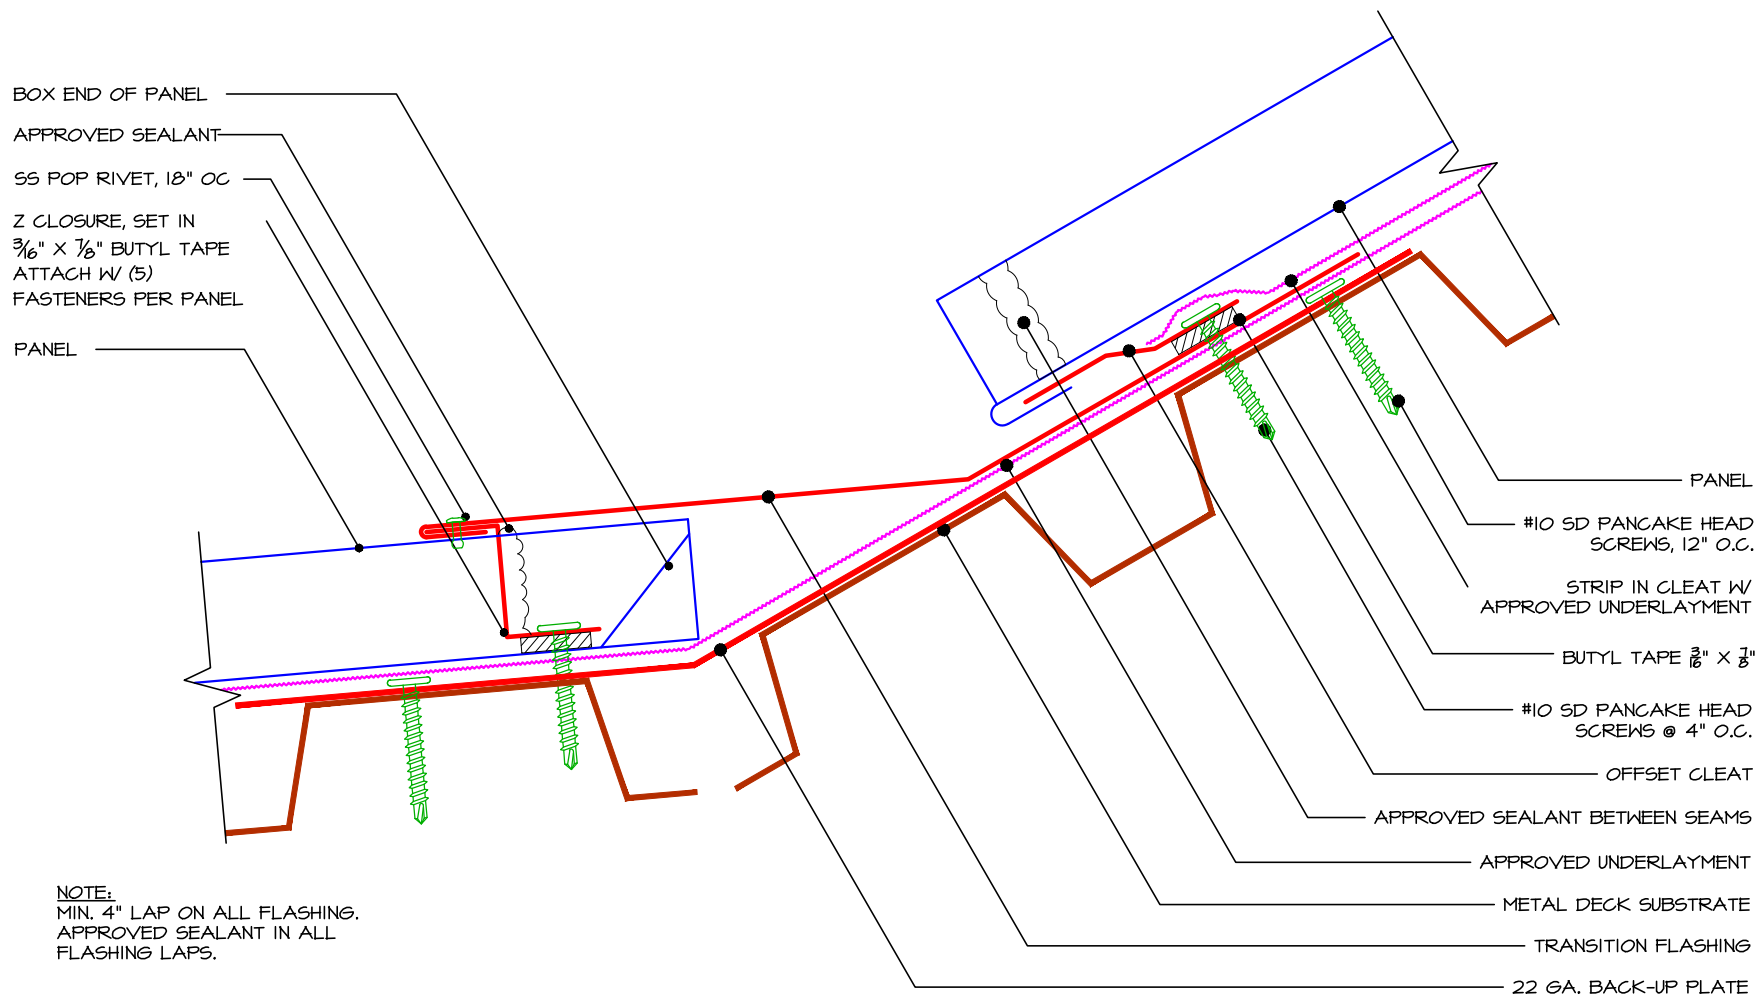 BOX END OF PANEL
APPROVED SEALANT
SS POP RIVET, 18" OC
Z CLOSURE, SET IN
3/16" X 7/8" BUTYL TAPE
ATTACH W/ (5)
FASTENERS PER PANEL
PANEL
PANEL
#10 SD PANCAKE HEAD
SCREWS, 12" O.C.
STRIP IN CLEAT W/
APPROVED UNDERLAYMENT
BUTYL TAPE 3/16" X 7/8"
#10 SD PANCAKE HEAD
SCREWS @ 4" O.C.
OFFSET CLEAT
APPROVED SEALANT BETWEEN SEAMS
APPROVED UNDERLAYMENT
METAL DECK SUBSTRATE
TRANSITION FLASHING
22 GA. BACK-UP PLATE
NOTE:
MIN. 4" LAP ON ALL FLASHING.
APPROVED SEALANT IN ALL
FLASHING LAPS.